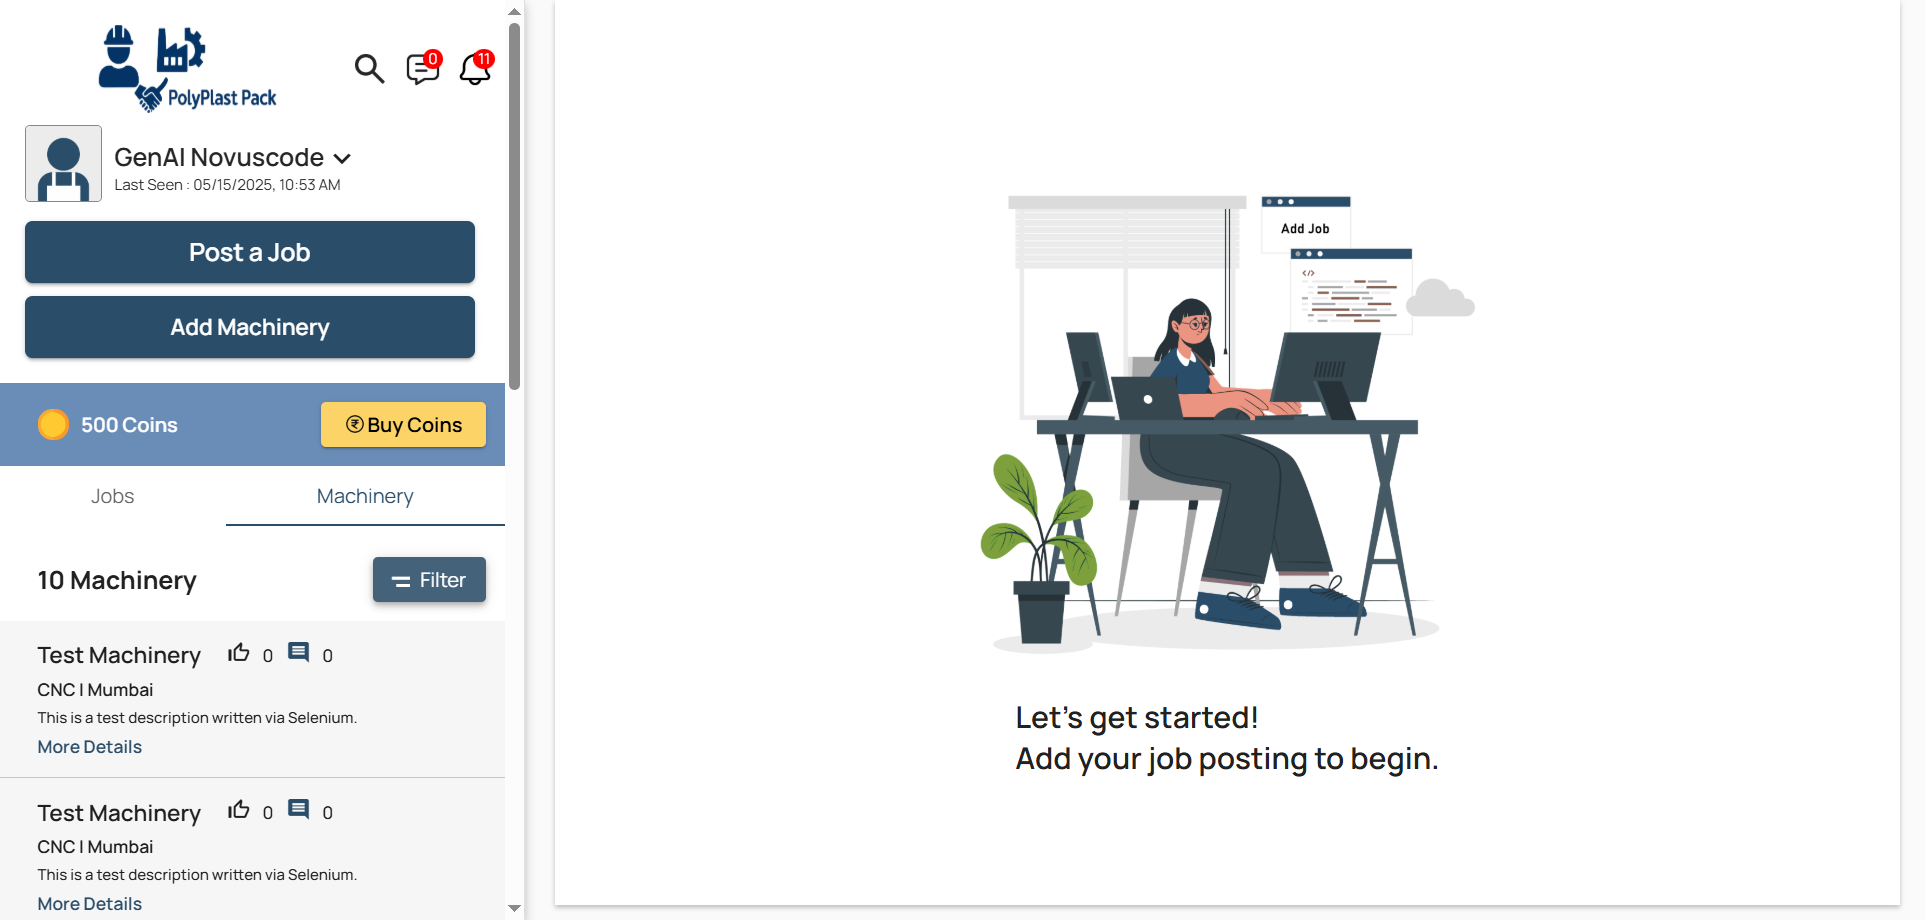 PolyPlast Pack
0
11
GenAI Novuscode
Last Seen : 05/15/2025, 10:53 AM
Post a Job
Add Machinery
500 Coins
Buy Coins
Jobs
Machinery
10 Machinery
Filter
Test Machinery 0 0
CNC | Mumbai
This is a test description written via Selenium.
More Details
Test Machinery 0 0
CNC | Mumbai
This is a test description written via Selenium.
More Details
Add Job
</>
Let's get started!
Add your job posting to begin.